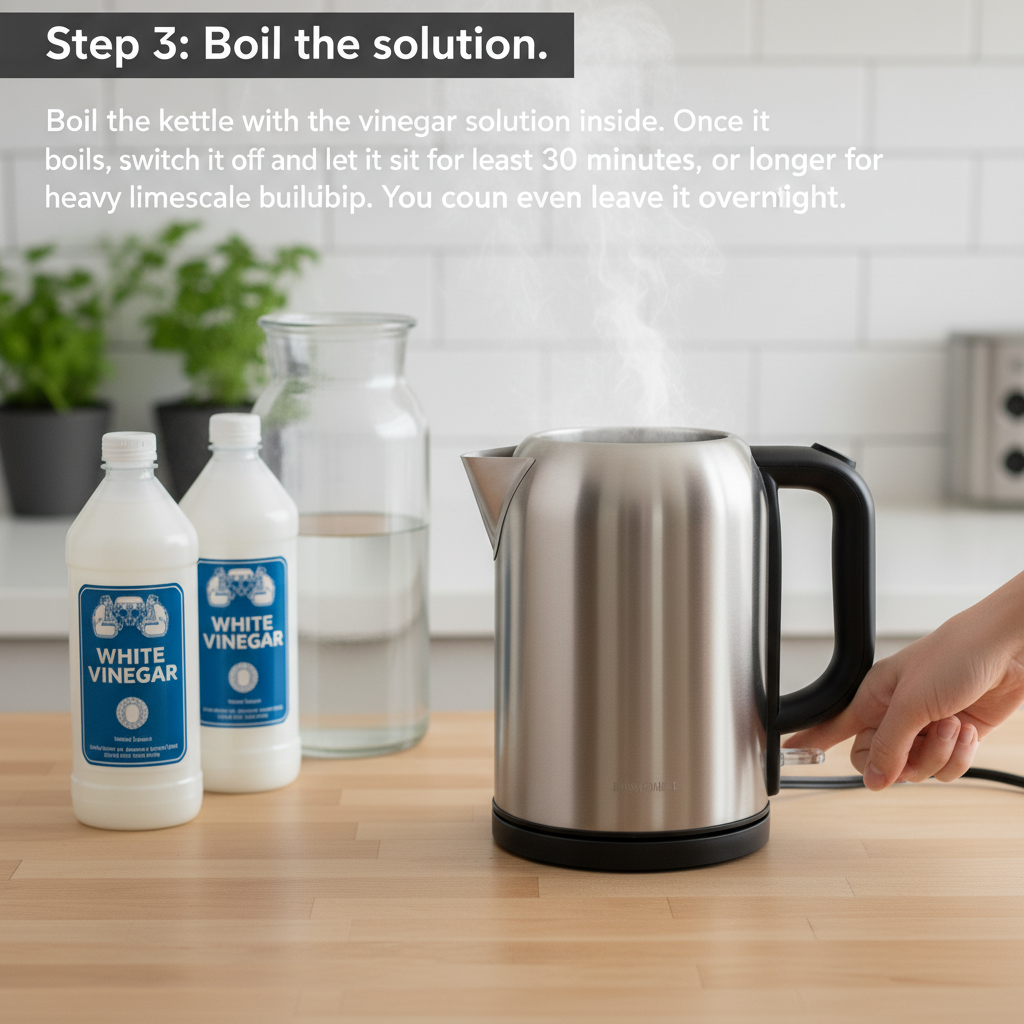 Step 3: Boil the solution.
Boil the kettle with the vinegar solution inside. Once it
boils, switch it off and let it sit for least 30 minutes, or longer for
heavy limescale builubip. You coun even leave it overnight.
WHITE
VINEGAR
WHITE
VINEGAR